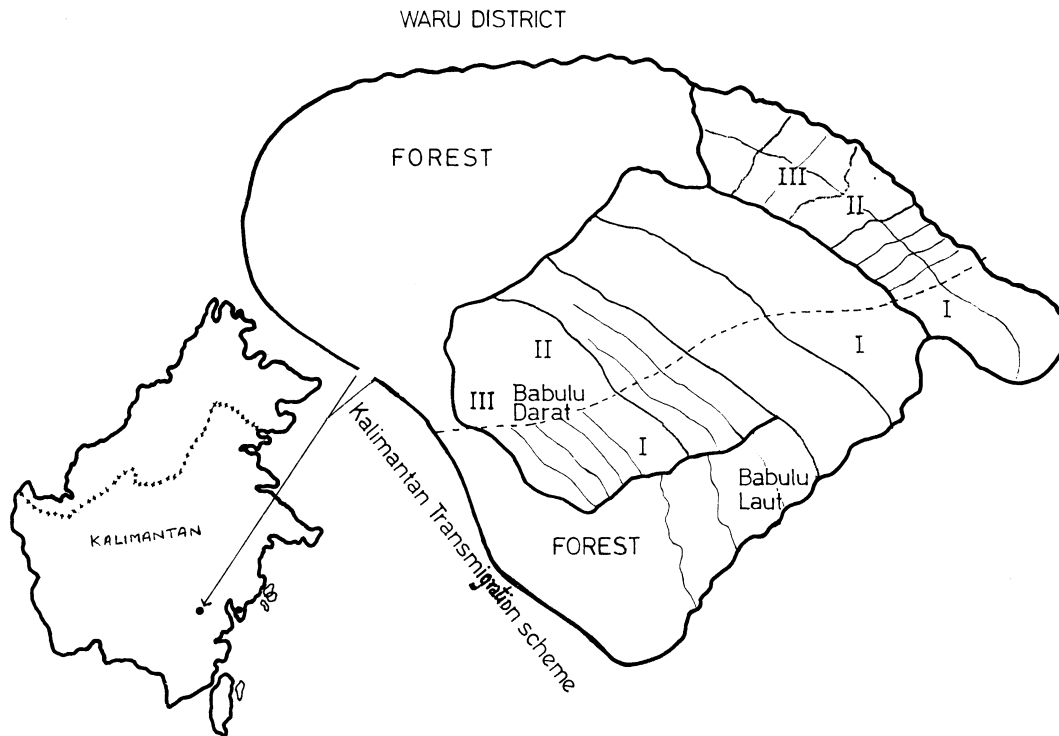 WARU DISTRICT
FOREST
III
II
I
II
I
III
Babulu
Darat
I
Babulu
Laut
FOREST
KALIMANTAN
Kalimantan Transmigration scheme